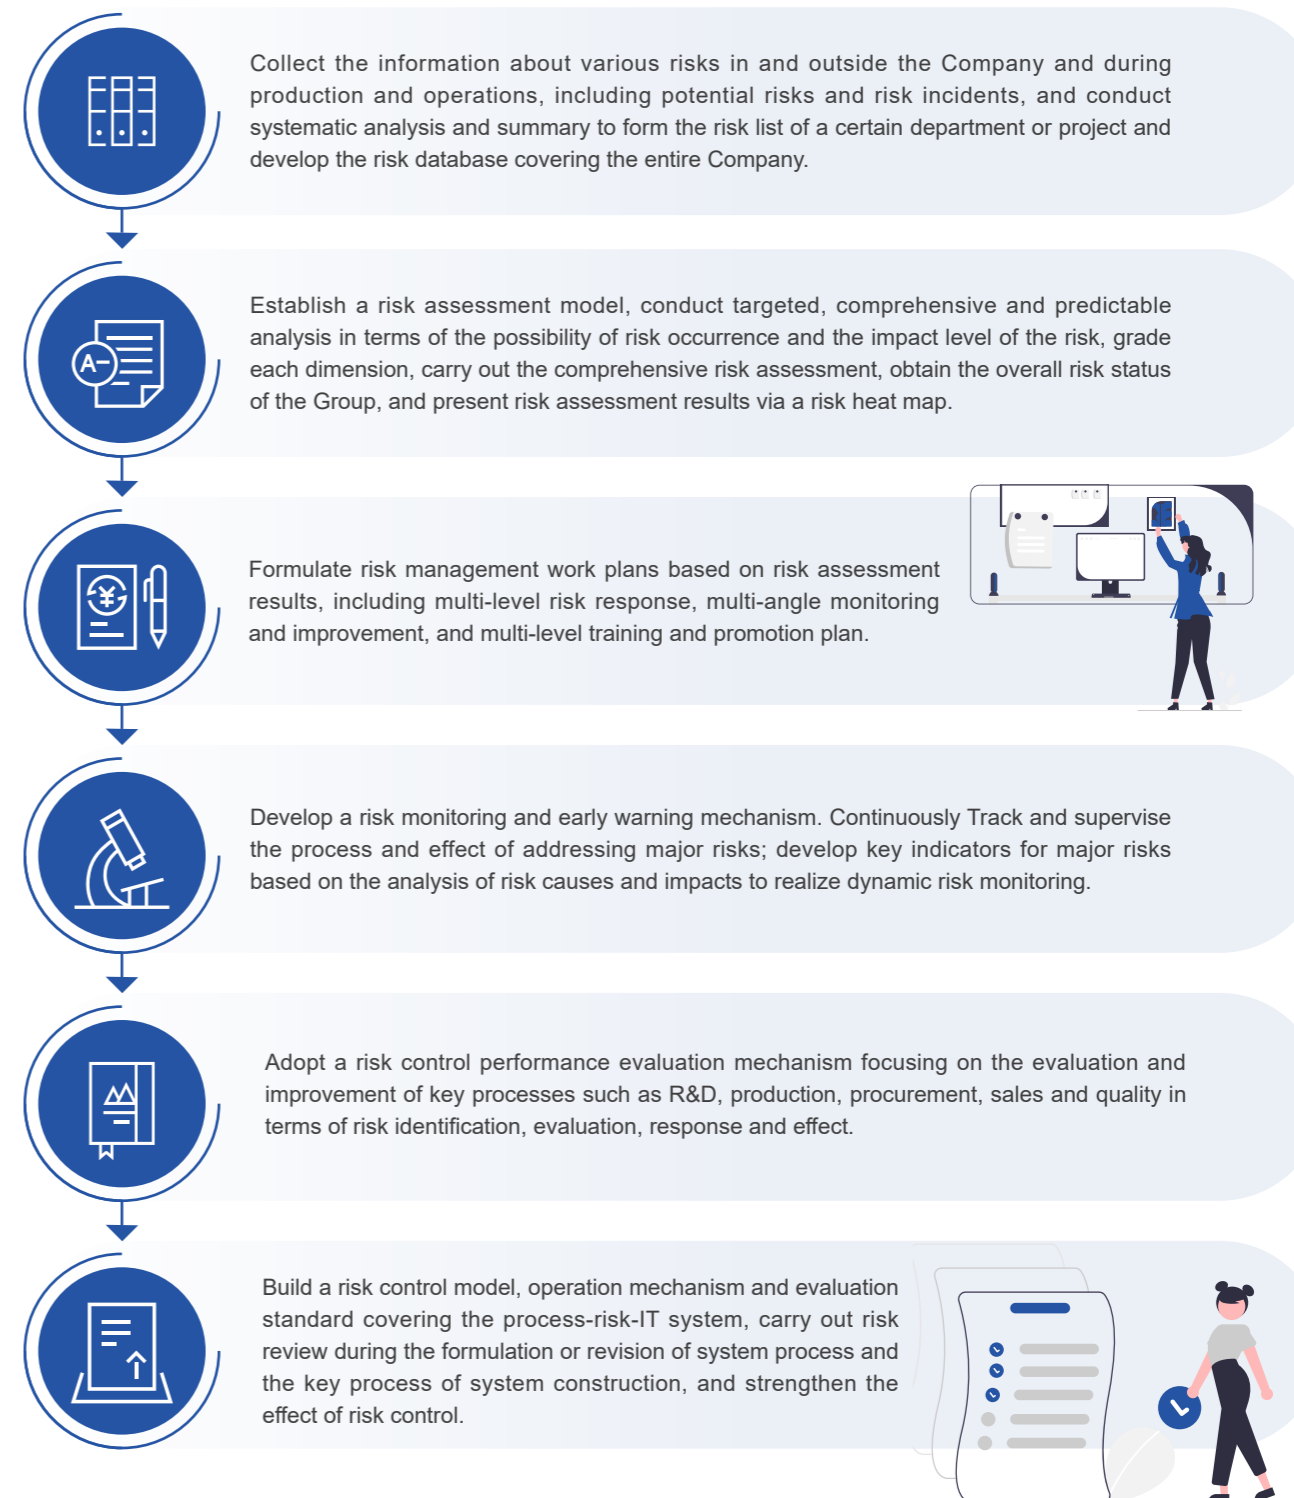 Collect the information about various risks in and outside the Company and during
production and operations, including potential risks and risk incidents, and conduct
systematic analysis and summary to form the risk list of a certain department or project and
develop the risk database covering the entire Company.
A-
Establish a risk assessment model, conduct targeted, comprehensive and predictable
analysis in terms of the possibility of risk occurrence and the impact level of the risk, grade
each dimension, carry out the comprehensive risk assessment, obtain the overall risk status
of the Group, and present risk assessment results via a risk heat map.
¥
Formulate risk management work plans based on risk assessment
results, including multi-level risk response, multi-angle monitoring
and improvement, and multi-level training and promotion plan.
Develop a risk monitoring and early warning mechanism. Continuously Track and supervise
the process and effect of addressing major risks; develop key indicators for major risks
based on the analysis of risk causes and impacts to realize dynamic risk monitoring.
Adopt a risk control performance evaluation mechanism focusing on the evaluation and
improvement of key processes such as R&D, production, procurement, sales and quality in
terms of risk identification, evaluation, response and effect.
Build a risk control model, operation mechanism and evaluation
standard covering the process-risk-IT system, carry out risk
review during the formulation or revision of system process and
the key process of system construction, and strengthen the
effect of risk control.